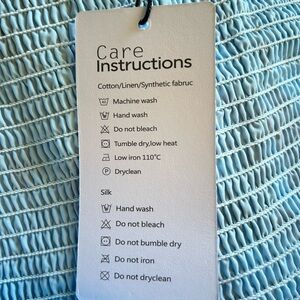 Care
Instructions
Cotton/Linen/Synthetic fabruc
Machine wash
Hand wash
Do not bleach
Tumble dry,low heat
Low iron 110°C
P Dryclean
Silk
Hand wash
Do not bleach
Do not bumble dry
Do not iron
Do not dryclean